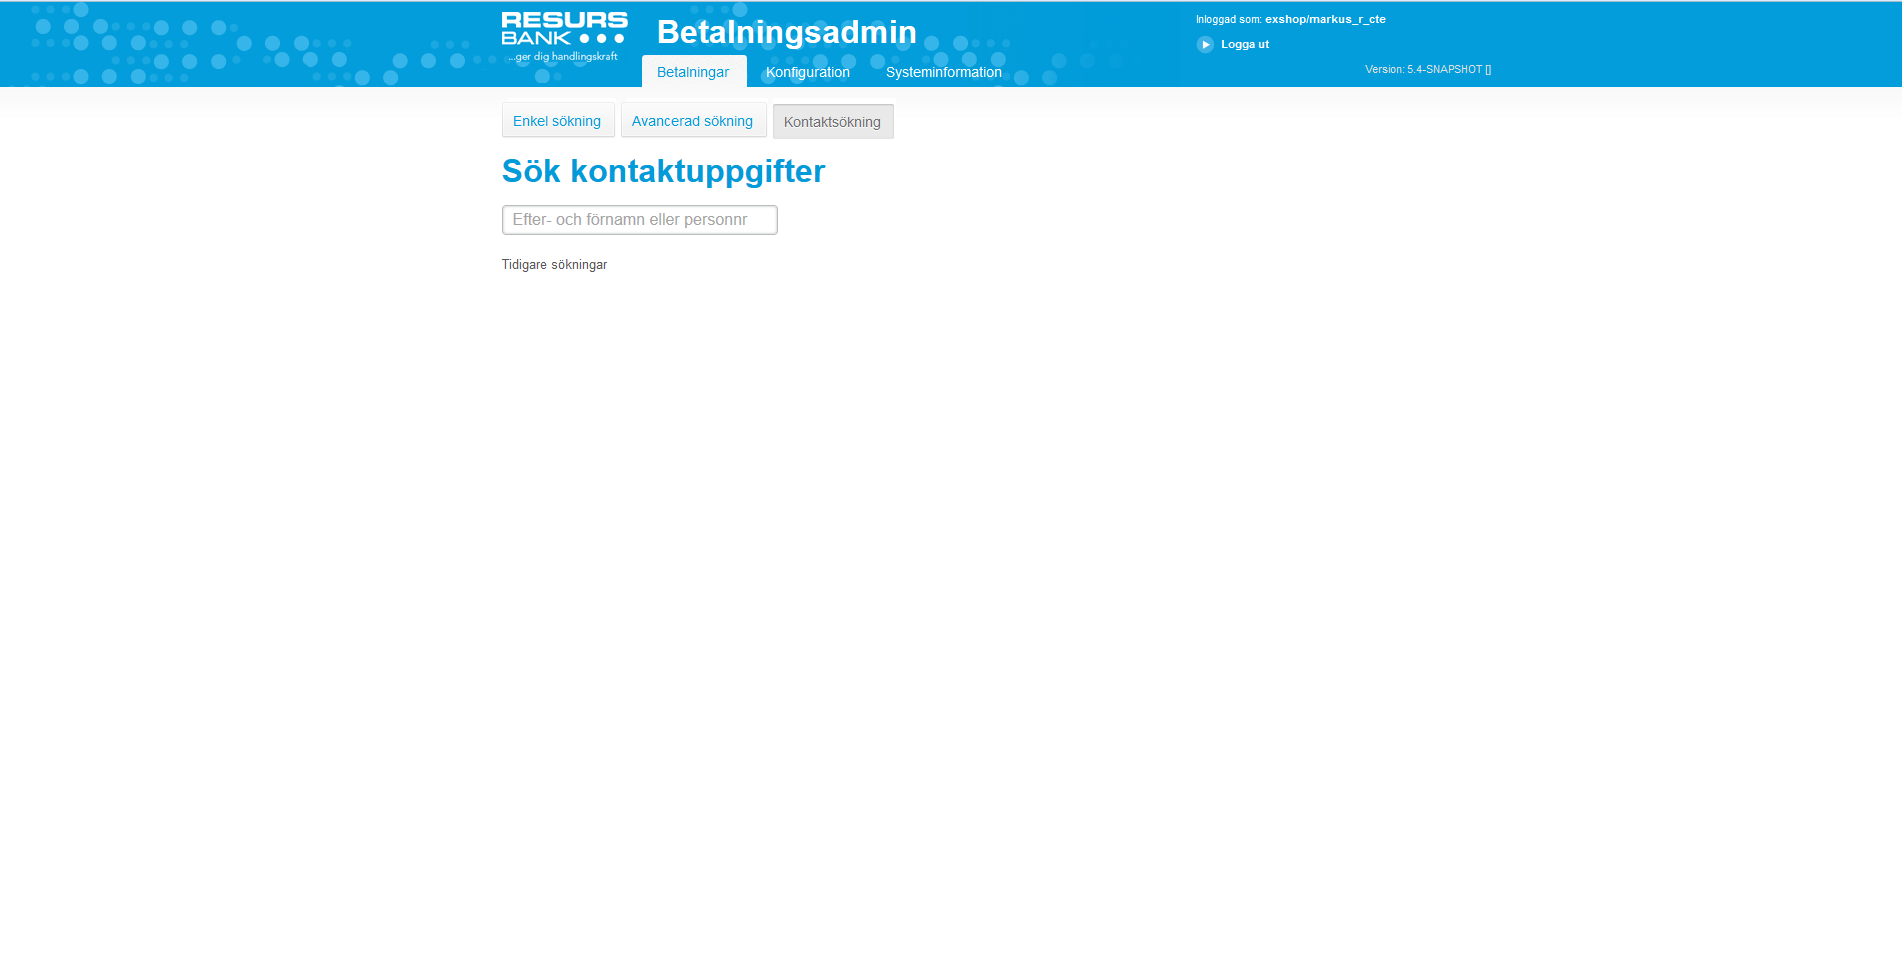 RESURS
BANK
...ger dig handlingskraft
Betalningsadmin
Inloggad som: exshop/markus_r_cte
Logga ut
Betalningar
Konfiguration
Systeminformation
Version: 5.4-SNAPSHOT []
Enkel sökning
Avancerad sökning
Kontaktsökning
Sök kontaktuppgifter
Efter- och förnamn eller personnr
Tidigare sökningar